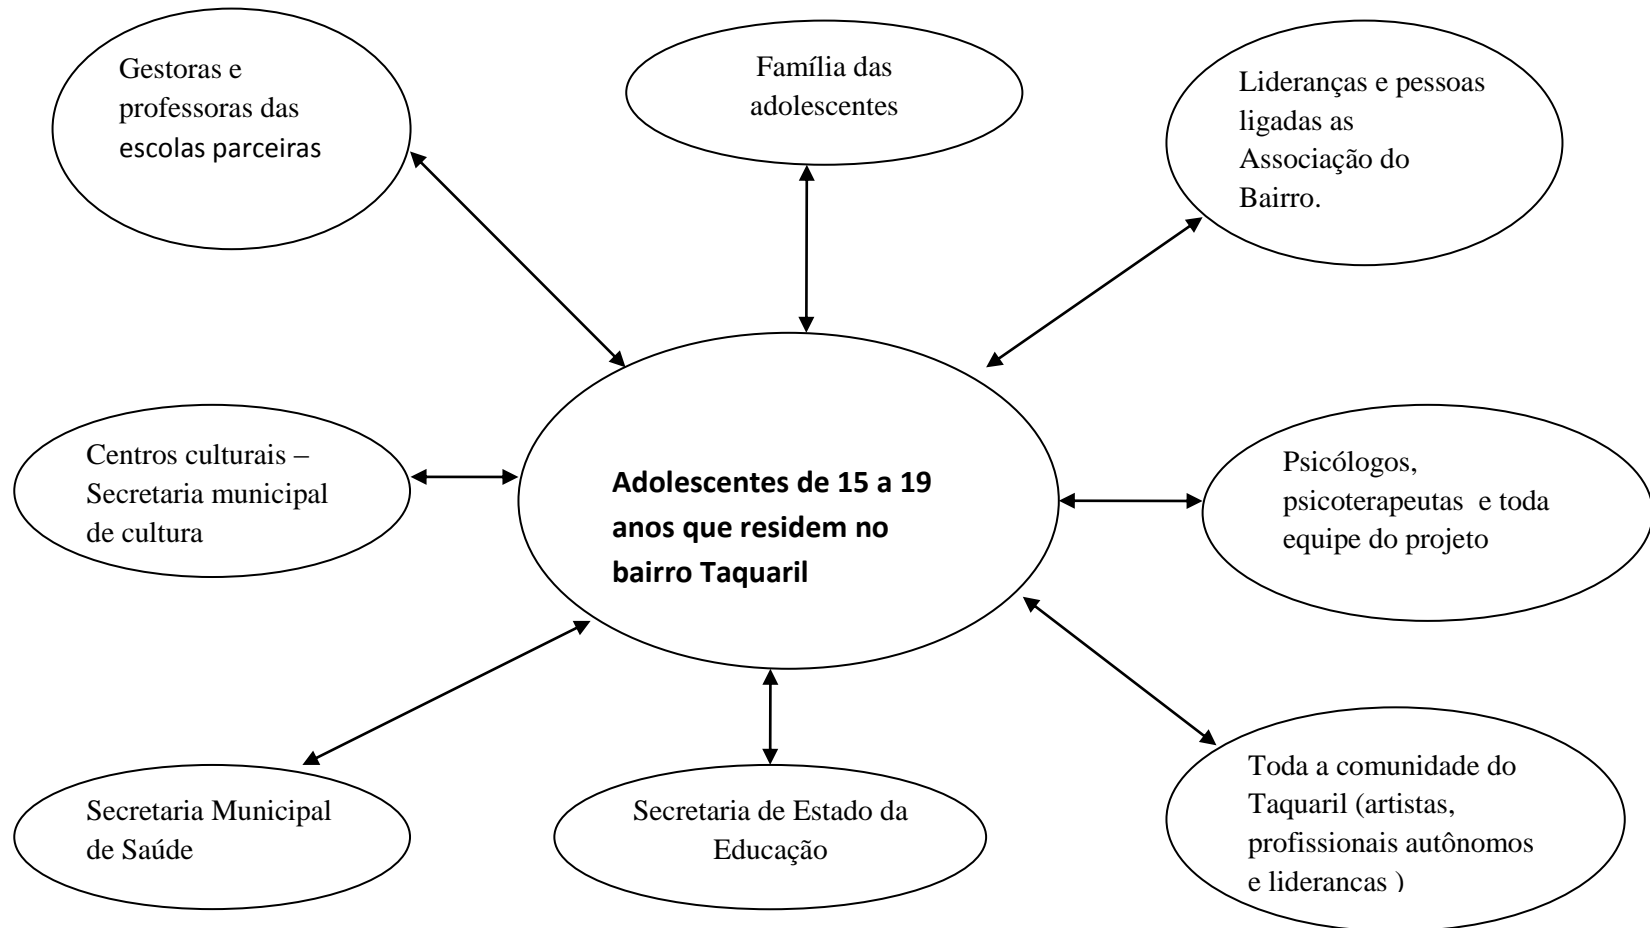 Gestoras e
professoras das
escolas parceiras
Família das
adolescentes
Lideranças e pessoas
ligadas as
Associação do
Bairro.
Centros culturais –
Secretaria municipal
de cultura
Adolescentes de 15 a 19
anos que residem no
bairro Taquaril
Psicólogos,
psicoterapeutas e toda
equipe do projeto
Secretaria Municipal
de Saúde
Secretaria de Estado da
Educação
Toda a comunidade do
Taquaril (artistas,
profissionais autônomos
e liderancas )